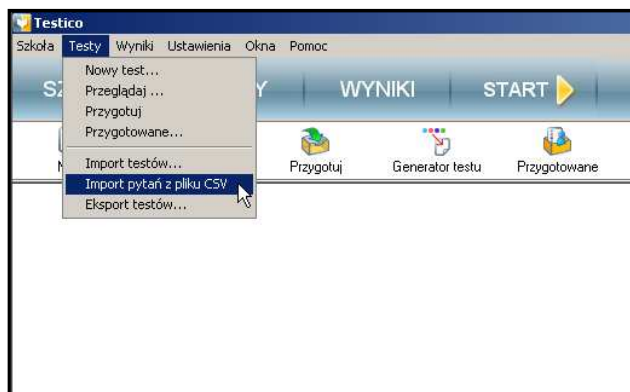 Testico
Szkoła Testy Wyniki Ustawienia Okna Pomoc
Nowy test...
Przeglądaj ...
Przygotuj
Przygotowane...
Import testów...
Import pytań z pliku CSV
Eksport testów...
WYNIKI START
Przygotuj Generator testu Przygotowane